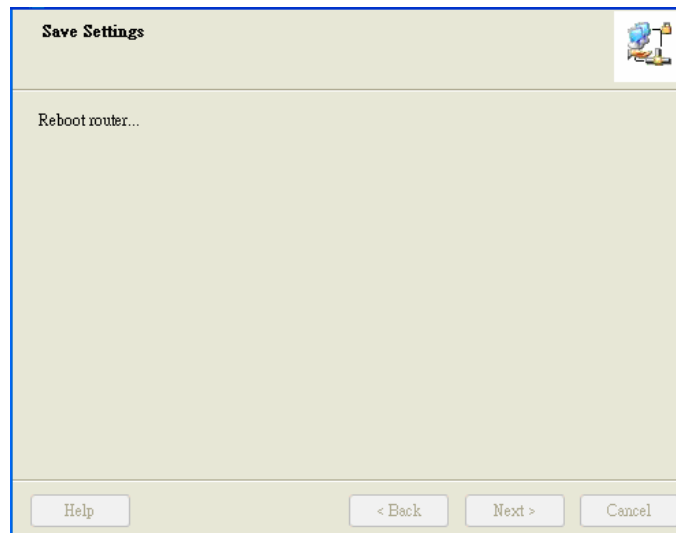 Save Settings
Reboot router...
Help
< Back
Next >
Cancel